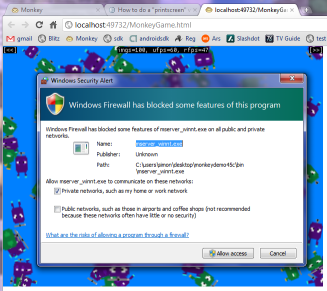 Monkey
How to do a "printscreen"
localhost:49732/MonkeyGame
localhost:49732/MonkeyGame.html
gmail Blitz Monkey sdk androidsdk Reg Ars Slashdot TV Guide test
[<<] imgs=100, ufps=60, rfps=47 [>>]
Windows Security Alert
Windows Firewall has blocked some features of this program
Windows Firewall has blocked some features of mserver_winnt.exe on all public and private
networks.
Name: mserver_winnt.exe
Publisher: Unknown
Path: C:\users\simon\desktop\monkeydemo45c\bin
\mserver_winnt.exe
Allow mserver_winnt.exe to communicate on these networks:
Private networks, such as my home or work network
Public networks, such as those in airports and coffee shops (not recommended
because these networks often have little or no security)
What are the risks of allowing a program through a firewall?
Allow access Cancel